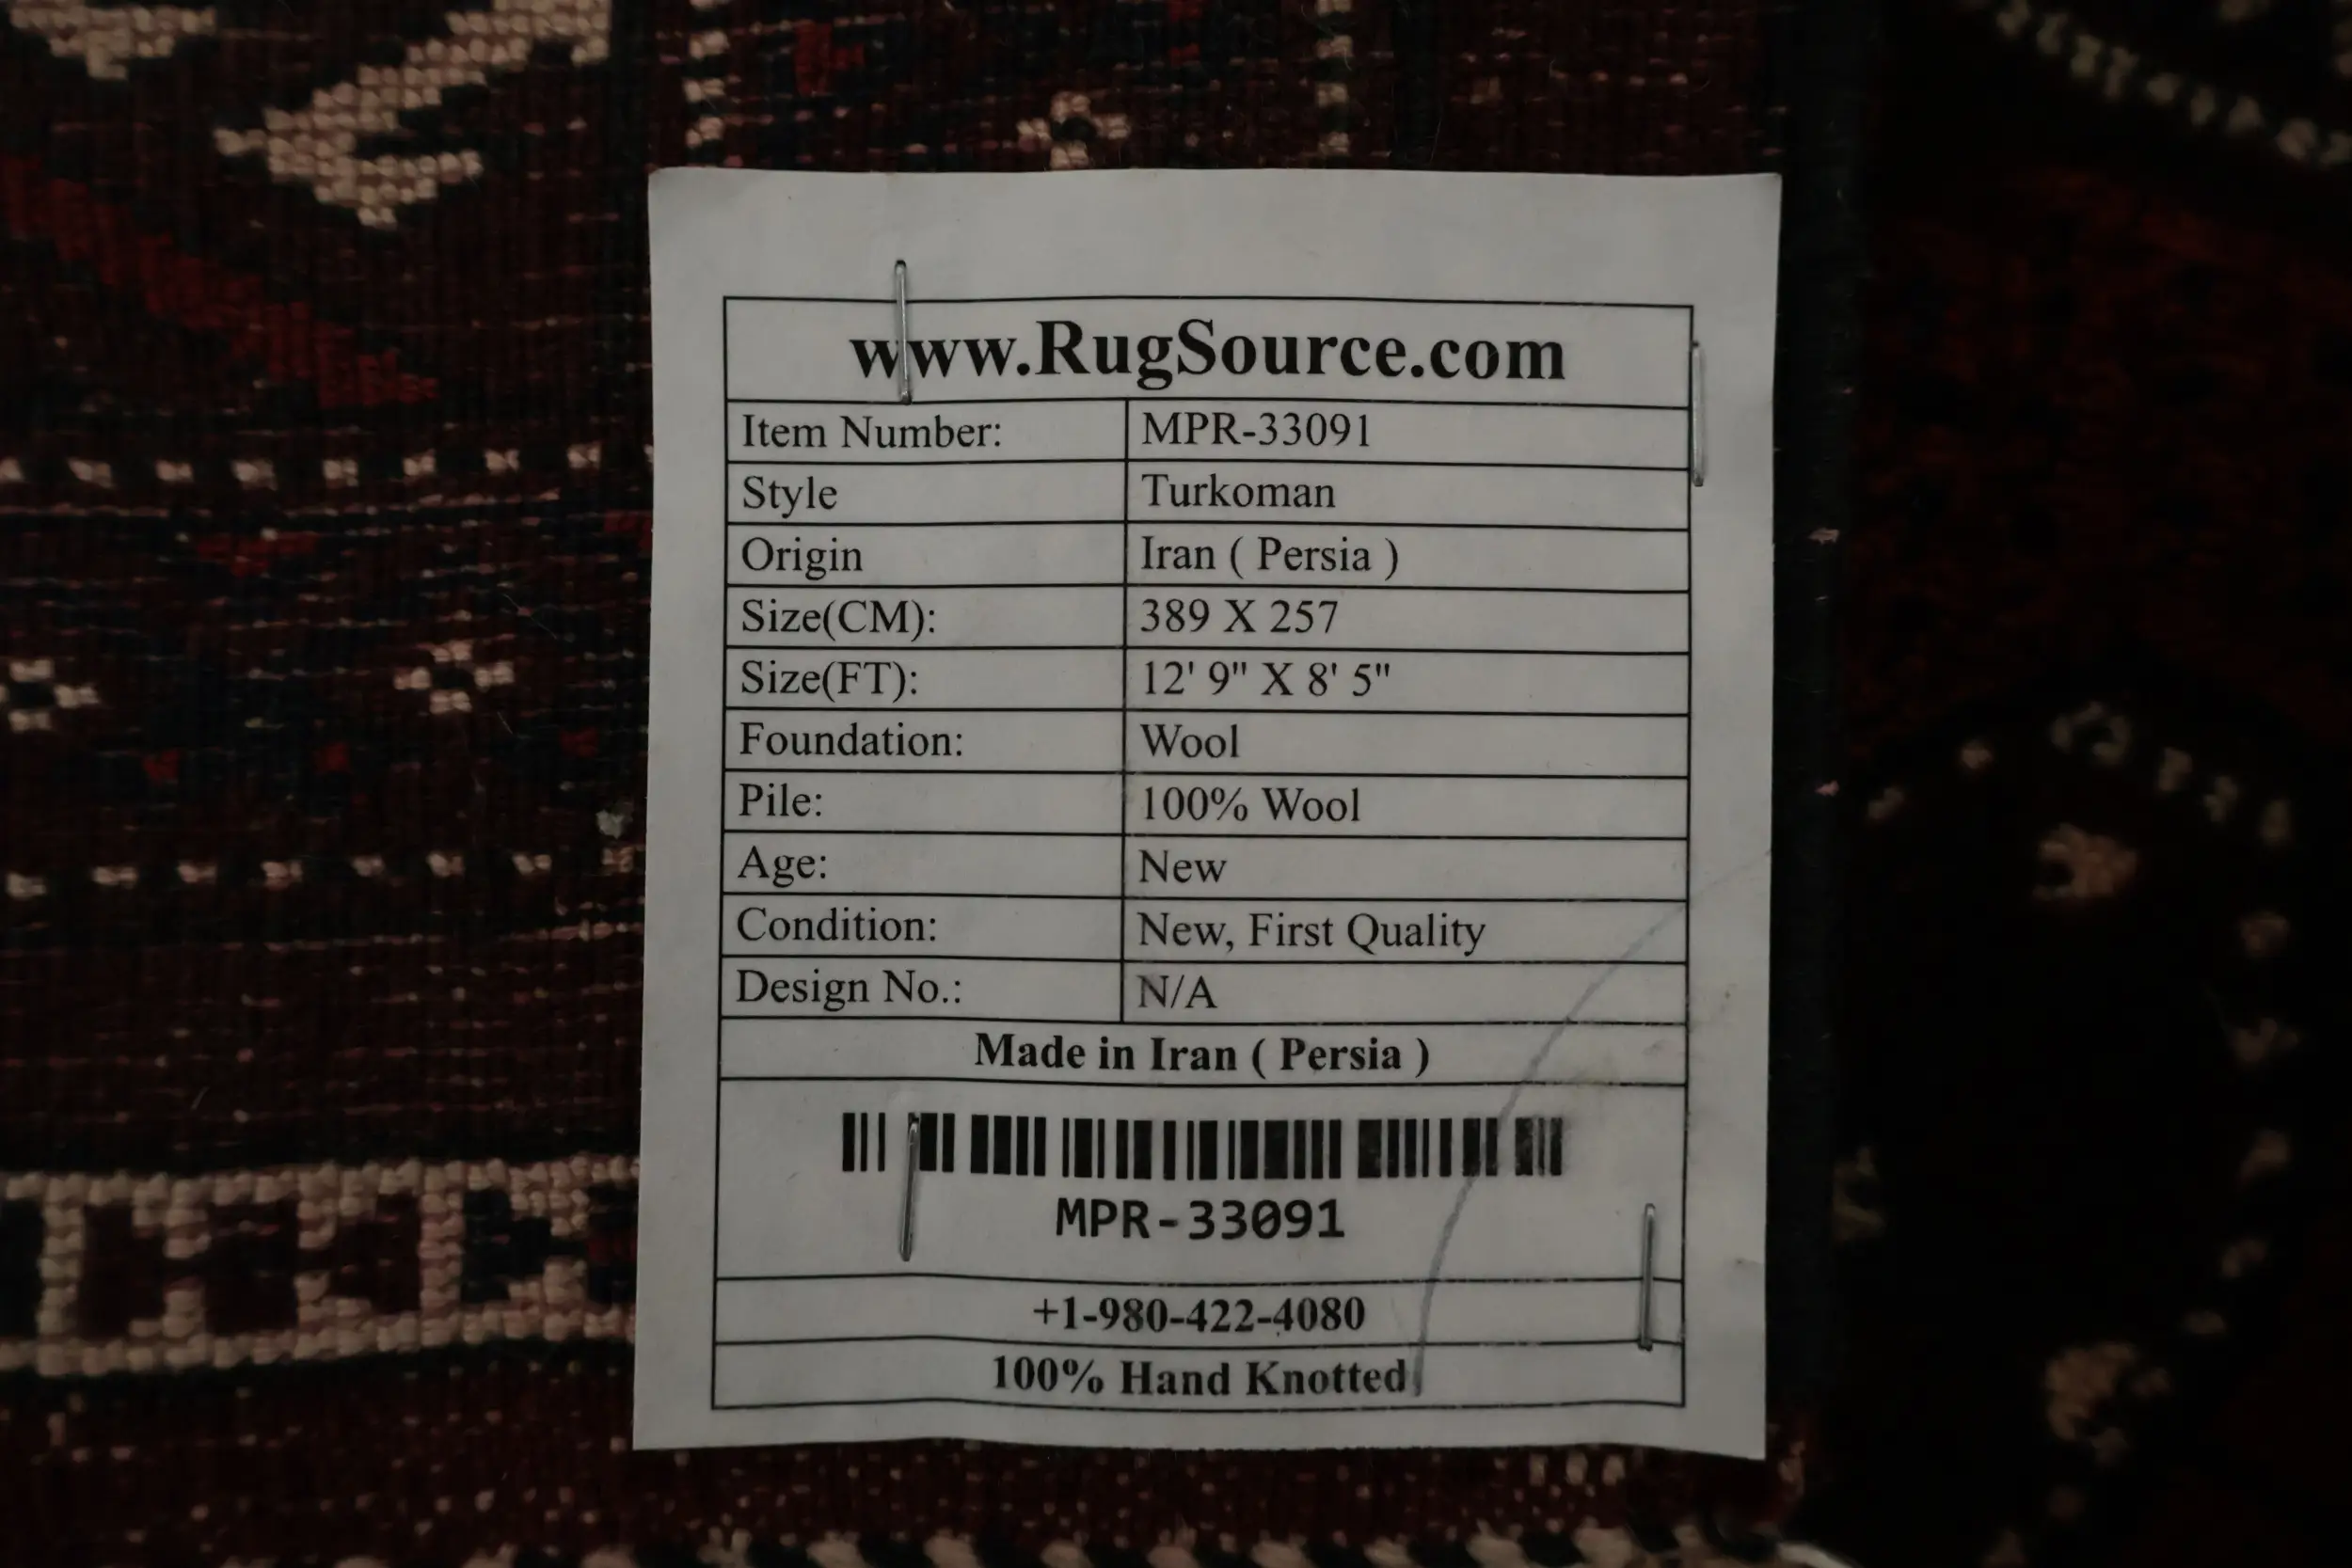 www.RugSource.com
Item Number: MPR-33091
Style Turkoman
Origin Iran ( Persia )
Size(CM): 389 X 257
Size(FT): 12' 9" X 8' 5"
Foundation: Wool
Pile: 100% Wool
Age: New
Condition: New, First Quality
Design No.: N/A
Made in Iran ( Persia )
MPR-33091
+1-980-422-4080
100% Hand Knotted